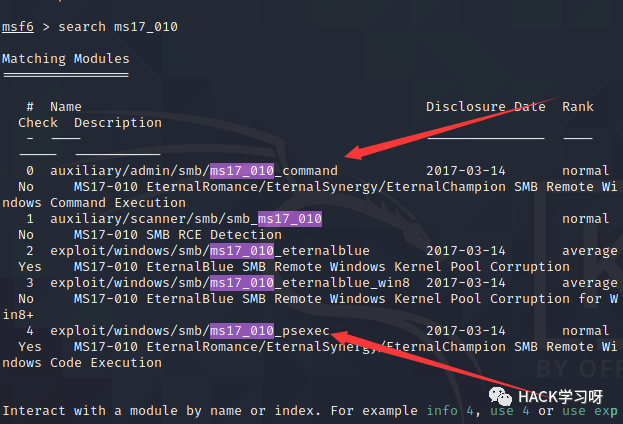 msf6 > search ms17_010
Matching Modules
================
# Name Disclosure Date Rank
Check Description
- ---- --------------- ----
----- -----------
0 auxiliary/admin/smb/ms17_010_command 2017-03-14 normal
No MS17-010 EternalRomance/EternalSynergy/EternalChampion SMB Remote Wi
ndows Command Execution
1 auxiliary/scanner/smb/smb_ms17_010 normal
No MS17-010 SMB RCE Detection
2 exploit/windows/smb/ms17_010_eternalblue 2017-03-14 average
Yes MS17-010 EternalBlue SMB Remote Windows Kernel Pool Corruption
3 exploit/windows/smb/ms17_010_eternalblue_win8 2017-03-14 average
No MS17-010 EternalBlue SMB Remote Windows Kernel Pool Corruption for W
in8+
4 exploit/windows/smb/ms17_010_psexec 2017-03-14 normal
Yes MS17-010 EternalRomance/EternalSynergy/EternalChampion SMB Remote Wi
ndows Code Execution
BY OFF
HACK学习呀
Interact with a module by name or index. For example info 4, use 4 or use exp